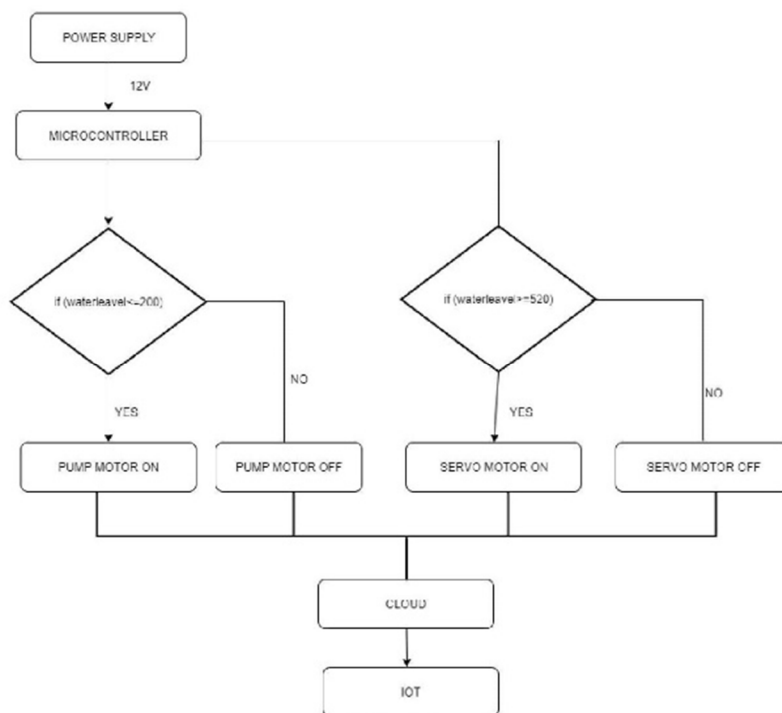 POWER SUPPLY
12V
MICROCONTROLLER
if (waterleavel<=200)
if (waterleavel>=520)
NO
NO
YES
YES
PUMP MOTOR ON
PUMP MOTOR OFF
SERVO MOTOR ON
SERVO MOTOR OFF
CLOUD
IOT